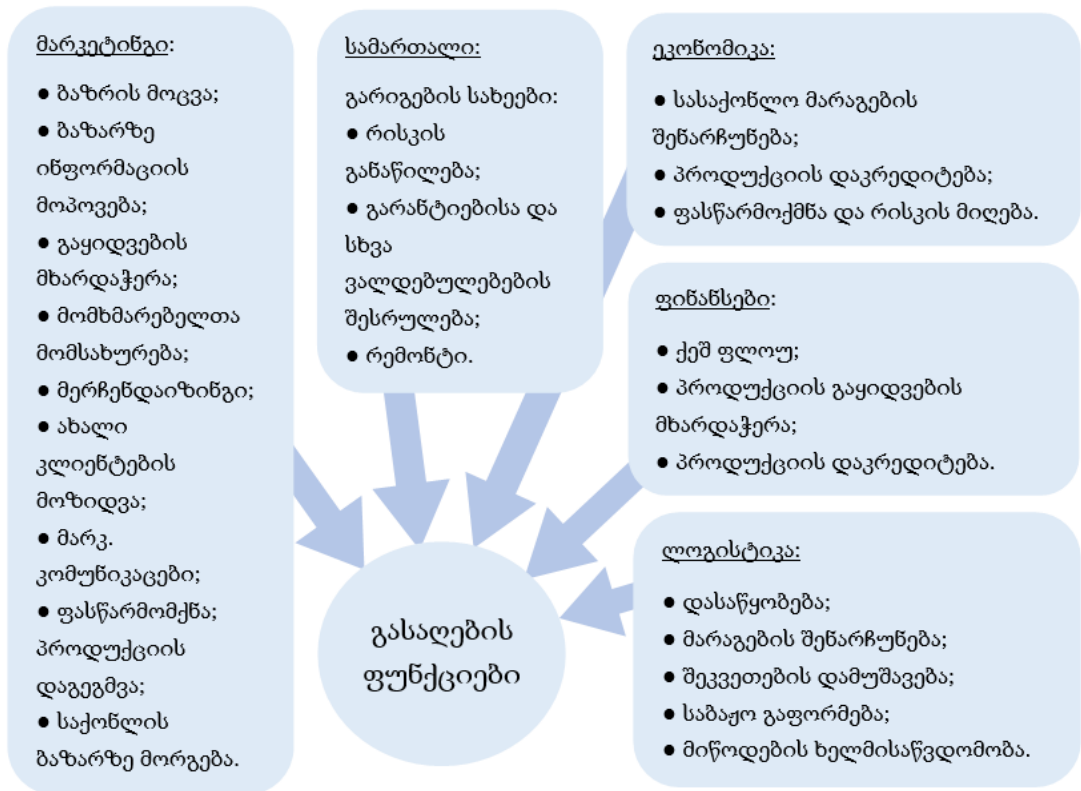 მარკეტინგი:
● ბაზრის მოცვა;
● ბაზარზე
ინფორმაციის
მოპოვება;
● გაყიდვების
მხარდაჭერა;
● მომხმარებელთა
მომსახურება;
● მერჩენდაიზინგი;
● ახალი
კლიენტების
მოზიდვა;
● მარკ.
კომუნიკაცები;
● ფასწარმომქნა;
პროდუქციის
დაგეგმვა;
● საქონლის
ბაზარზე მორგება.
სამართალი:
გარიგების სახეები:
● რისკის
განაწილება;
● გარანტიებისა და
სხვა
ვალდებულებების
შესრულება;
● რემონტი.
ეკონომიკა:
● სასაქონლო მარაგების
შენარჩუნება;
● პროდუქციის დაკრედიტება;
● ფასწარმოქმნა და რისკის მიღება.
ფინანსები:
● ქეშ ფლოუ;
● პროდუქციის გაყიდვების
მხარდაჭერა;
● პროდუქციის დაკრედიტება.
ლოგისტიკა:
● დასაწყობება;
● მარაგების შენარჩუნება;
● შეკვეთების დამუშავება;
● საბაჟო გაფორმება;
● მიწოდების ხელმისაწვდომობა.
გასაღების
ფუნქციები